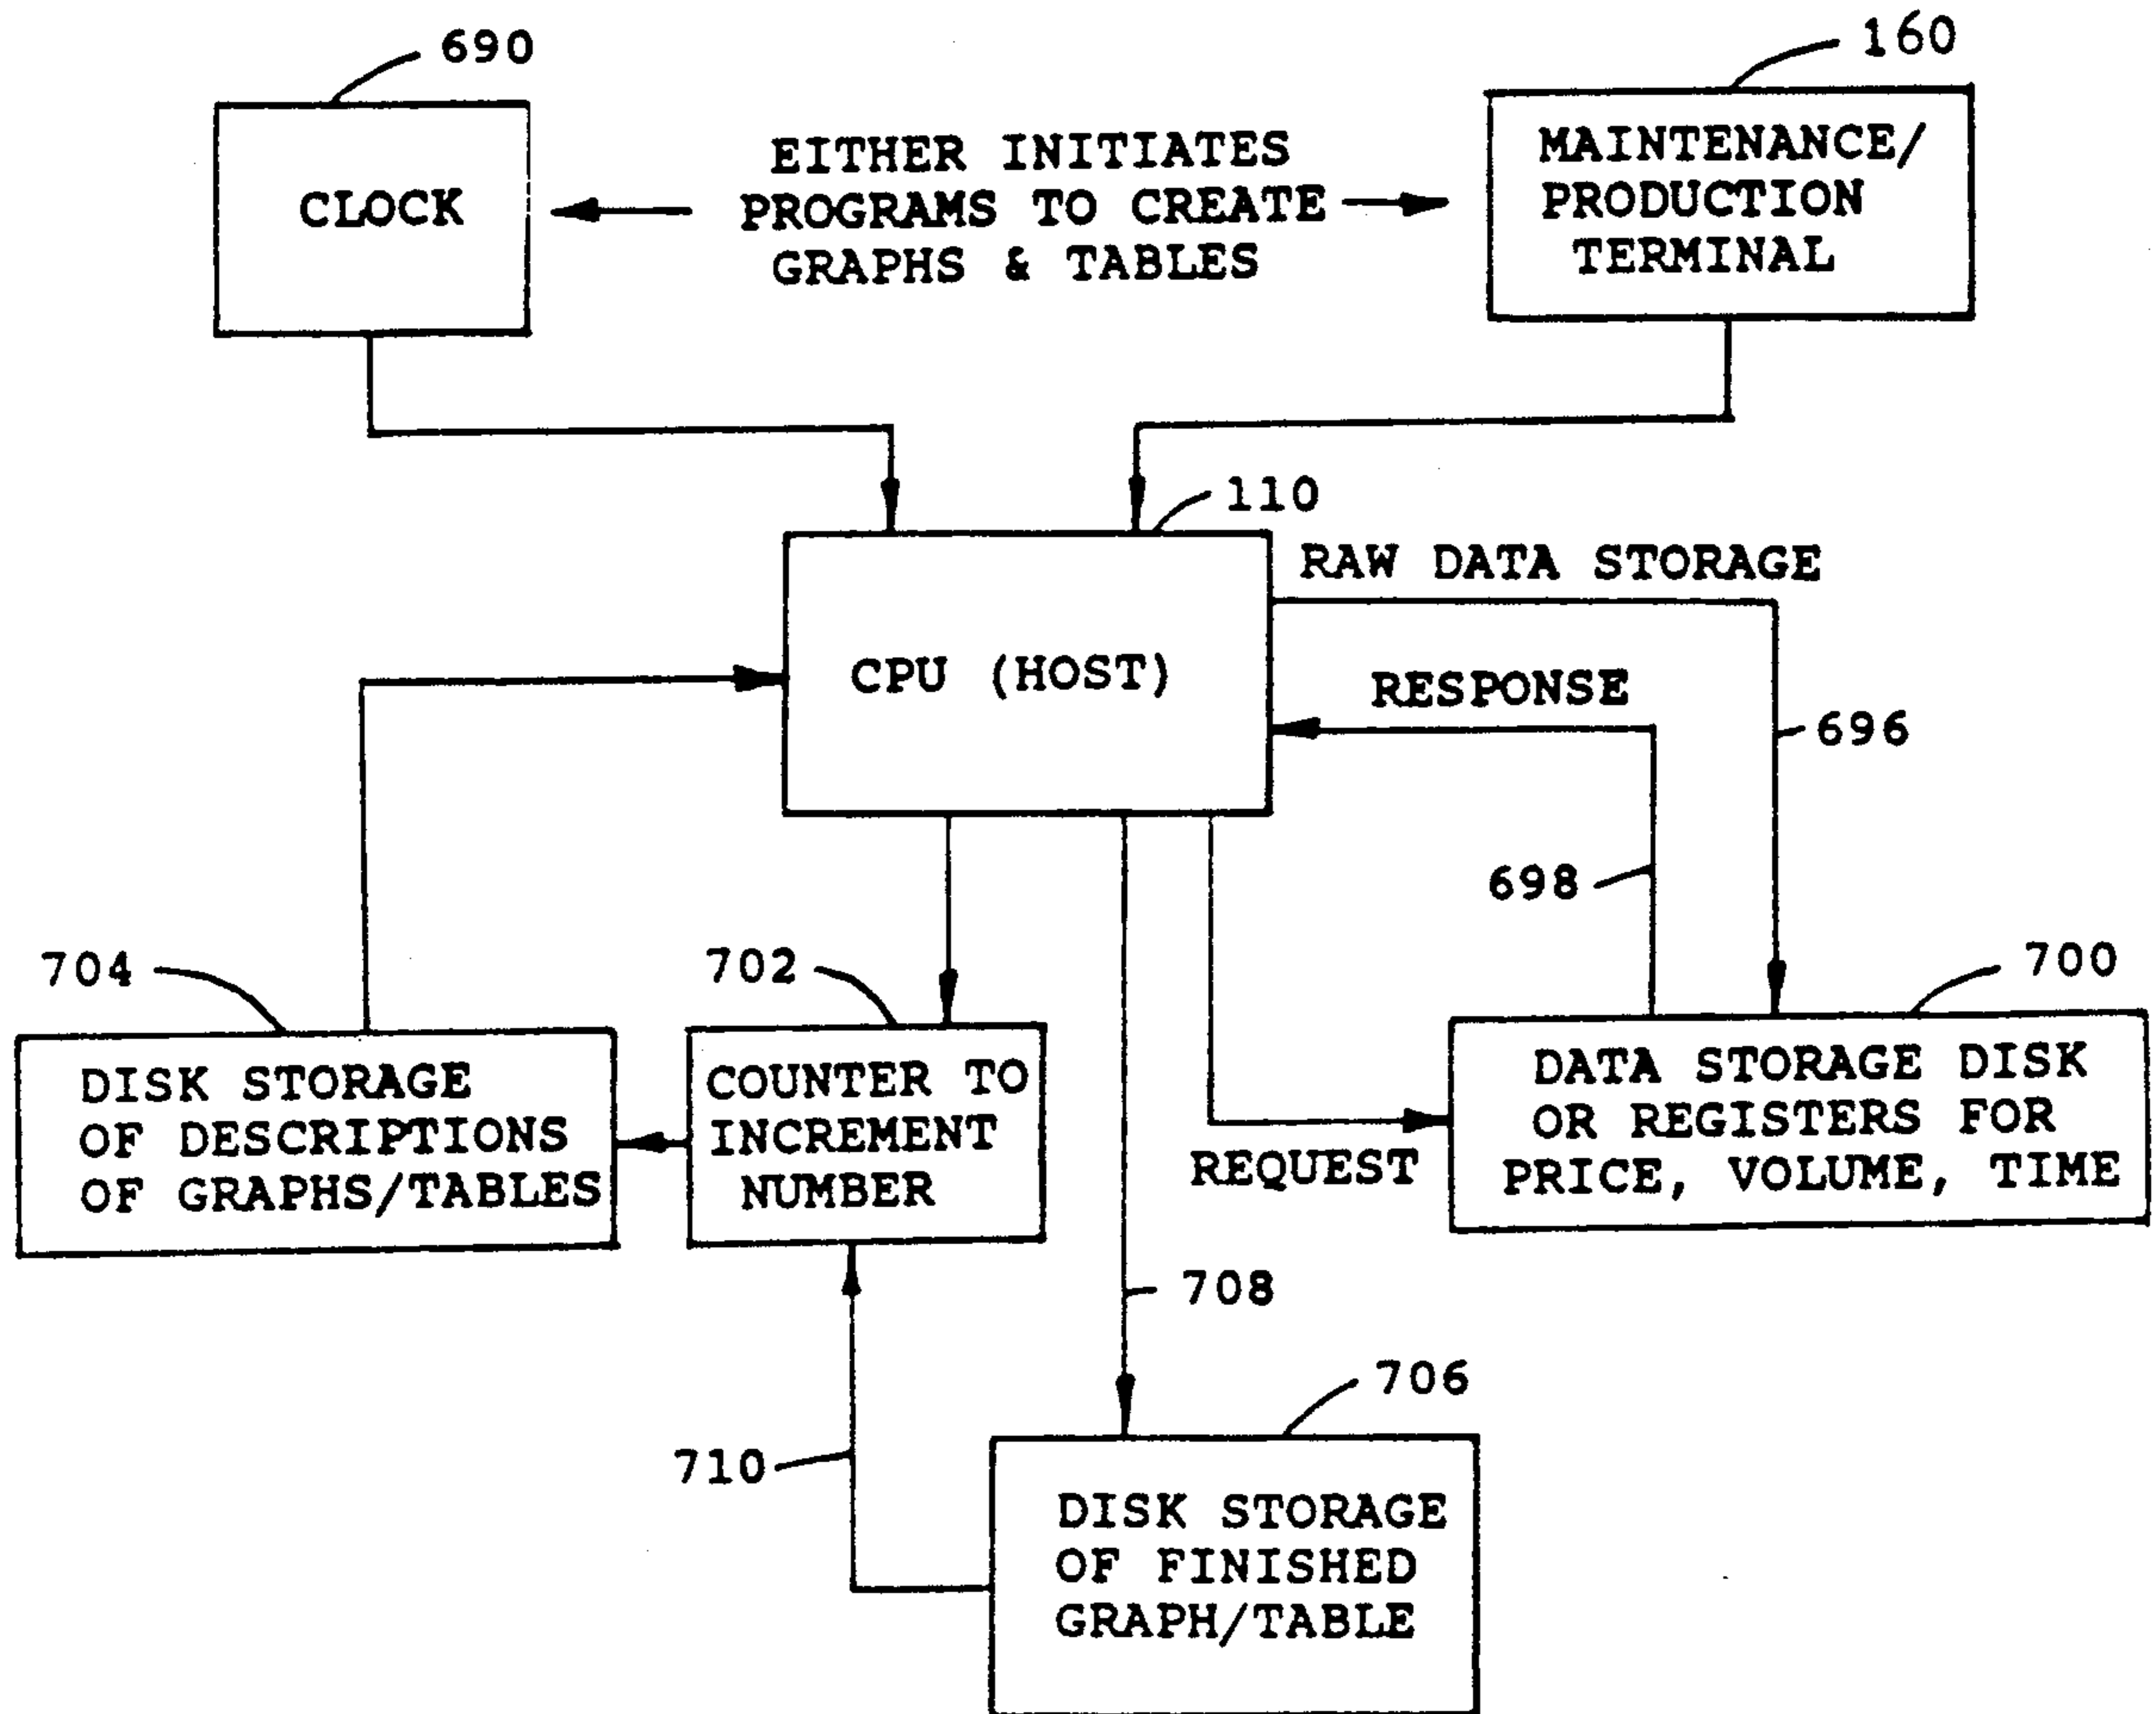 690
160
CLOCK
EITHER INITIATES
PROGRAMS TO CREATE
GRAPHS & TABLES
MAINTENANCE/
PRODUCTION
TERMINAL
110
RAW DATA STORAGE
CPU (HOST)
RESPONSE
696
698
704
702
700
DISK STORAGE
OF DESCRIPTIONS
OF GRAPHS/TABLES
COUNTER TO
INCREMENT
NUMBER
REQUEST
DATA STORAGE DISK
OR REGISTERS FOR
PRICE, VOLUME, TIME
708
706
710
DISK STORAGE
OF FINISHED
GRAPH/TABLE